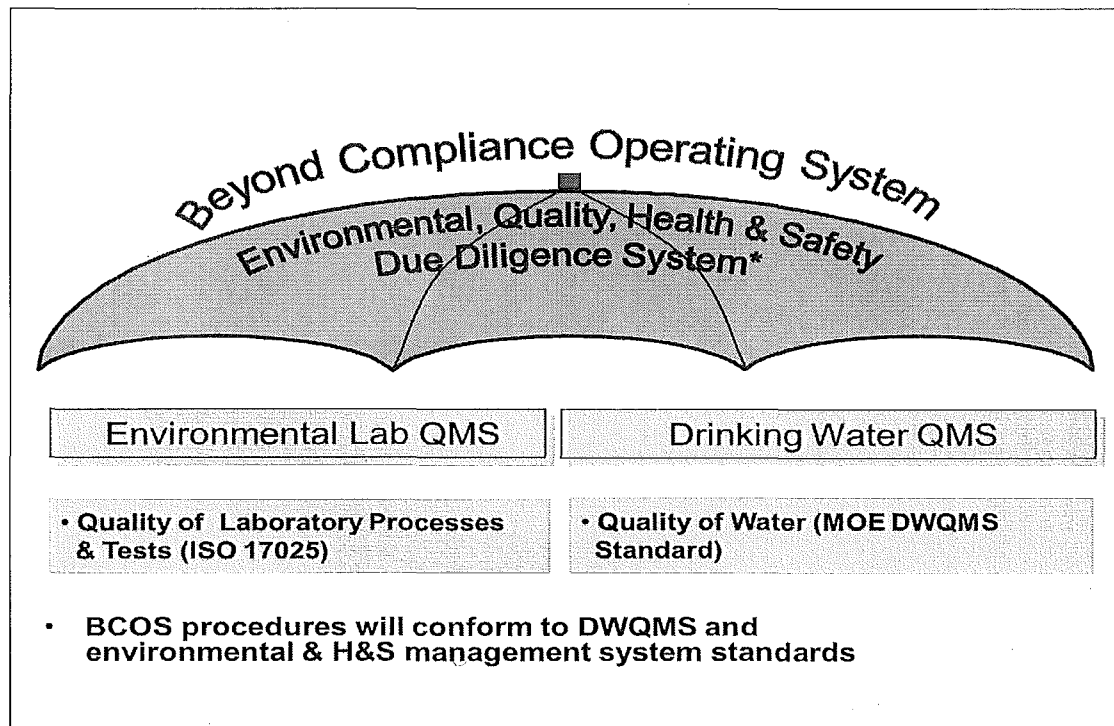 Beyond Compliance Operating System
Environmental, Quality, Health & Safety
Due Diligence System*
Environmental Lab QMS
Drinking Water QMS
• Quality of Laboratory Processes
& Tests (ISO 17025)
• Quality of Water (MOE DWQMS
Standard)
• BCOS procedures will conform to DWQMS and
environmental & H&S management system standards